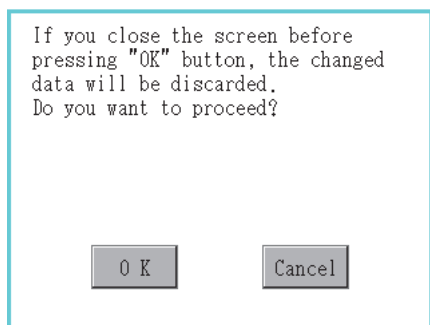 If you close the screen before
pressing "OK" button, the changed
data will be discarded.
Do you want to proceed?
O K
Cancel